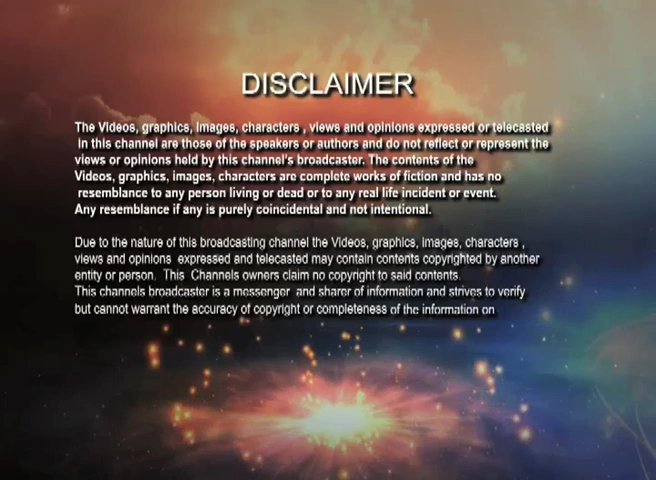 DISCLAIMER
The Videos, graphics, images, characters , views and opinions expressed or telecasted
in this channel are those of the speakers or authors and do not reflect or represent the
views or opinions held by this channel's broadcaster. The contents of the
Videos, graphics, images, characters are complete works of fiction and has no
resemblance to any person living or dead or to any real life incident or event.
Any resemblance if any is purely coincidental and not intentional.
Due to the nature of this broadcasting channel the Videos, graphics, images, characters ,
views and opinions expressed and telecasted may contain contents copyrighted by another
entity or person. This Channels owners claim no copyright to said contents.
This channels broadcaster is a messenger and sharer of information and strives to verify
but cannot warrant the accuracy of copyright or completeness of the information on